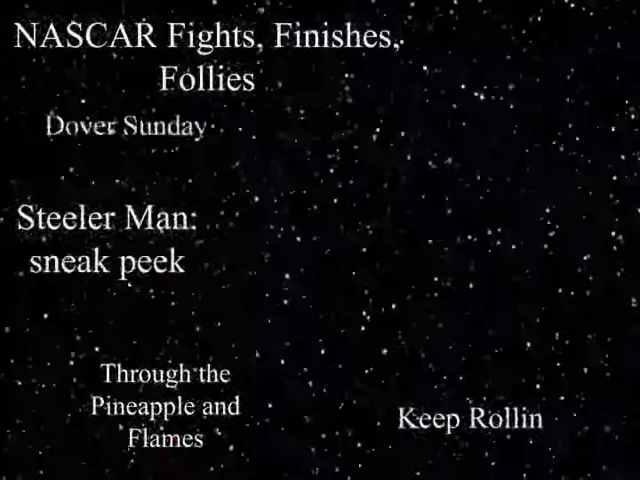 NASCAR Fights, Finishes,
Follies
Dover Sunday
Steeler Man:
sneak peek
Through the
Pineapple and
Flames
Keep Rollin